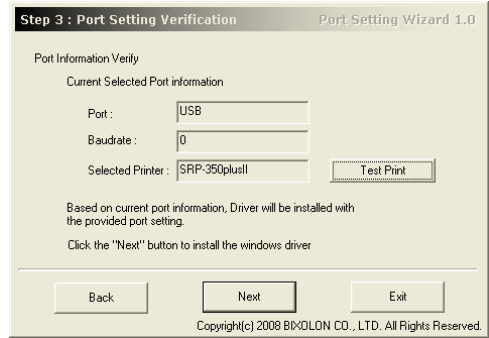 Step 3 : Port Setting Verification Port Setting Wizard 1.0
Port Information Verify
Current Selected Port information
Port : USB
Baudrate : 0
Selected Printer : SRP-350plusII Test Print
Based on current port information, Driver will be installed with
the provided port setting.
Click the "Next" button to install the windows driver
Back Next Exit
Copyright(c) 2008 BIXOLON CO., LTD. All Rights Reserved.